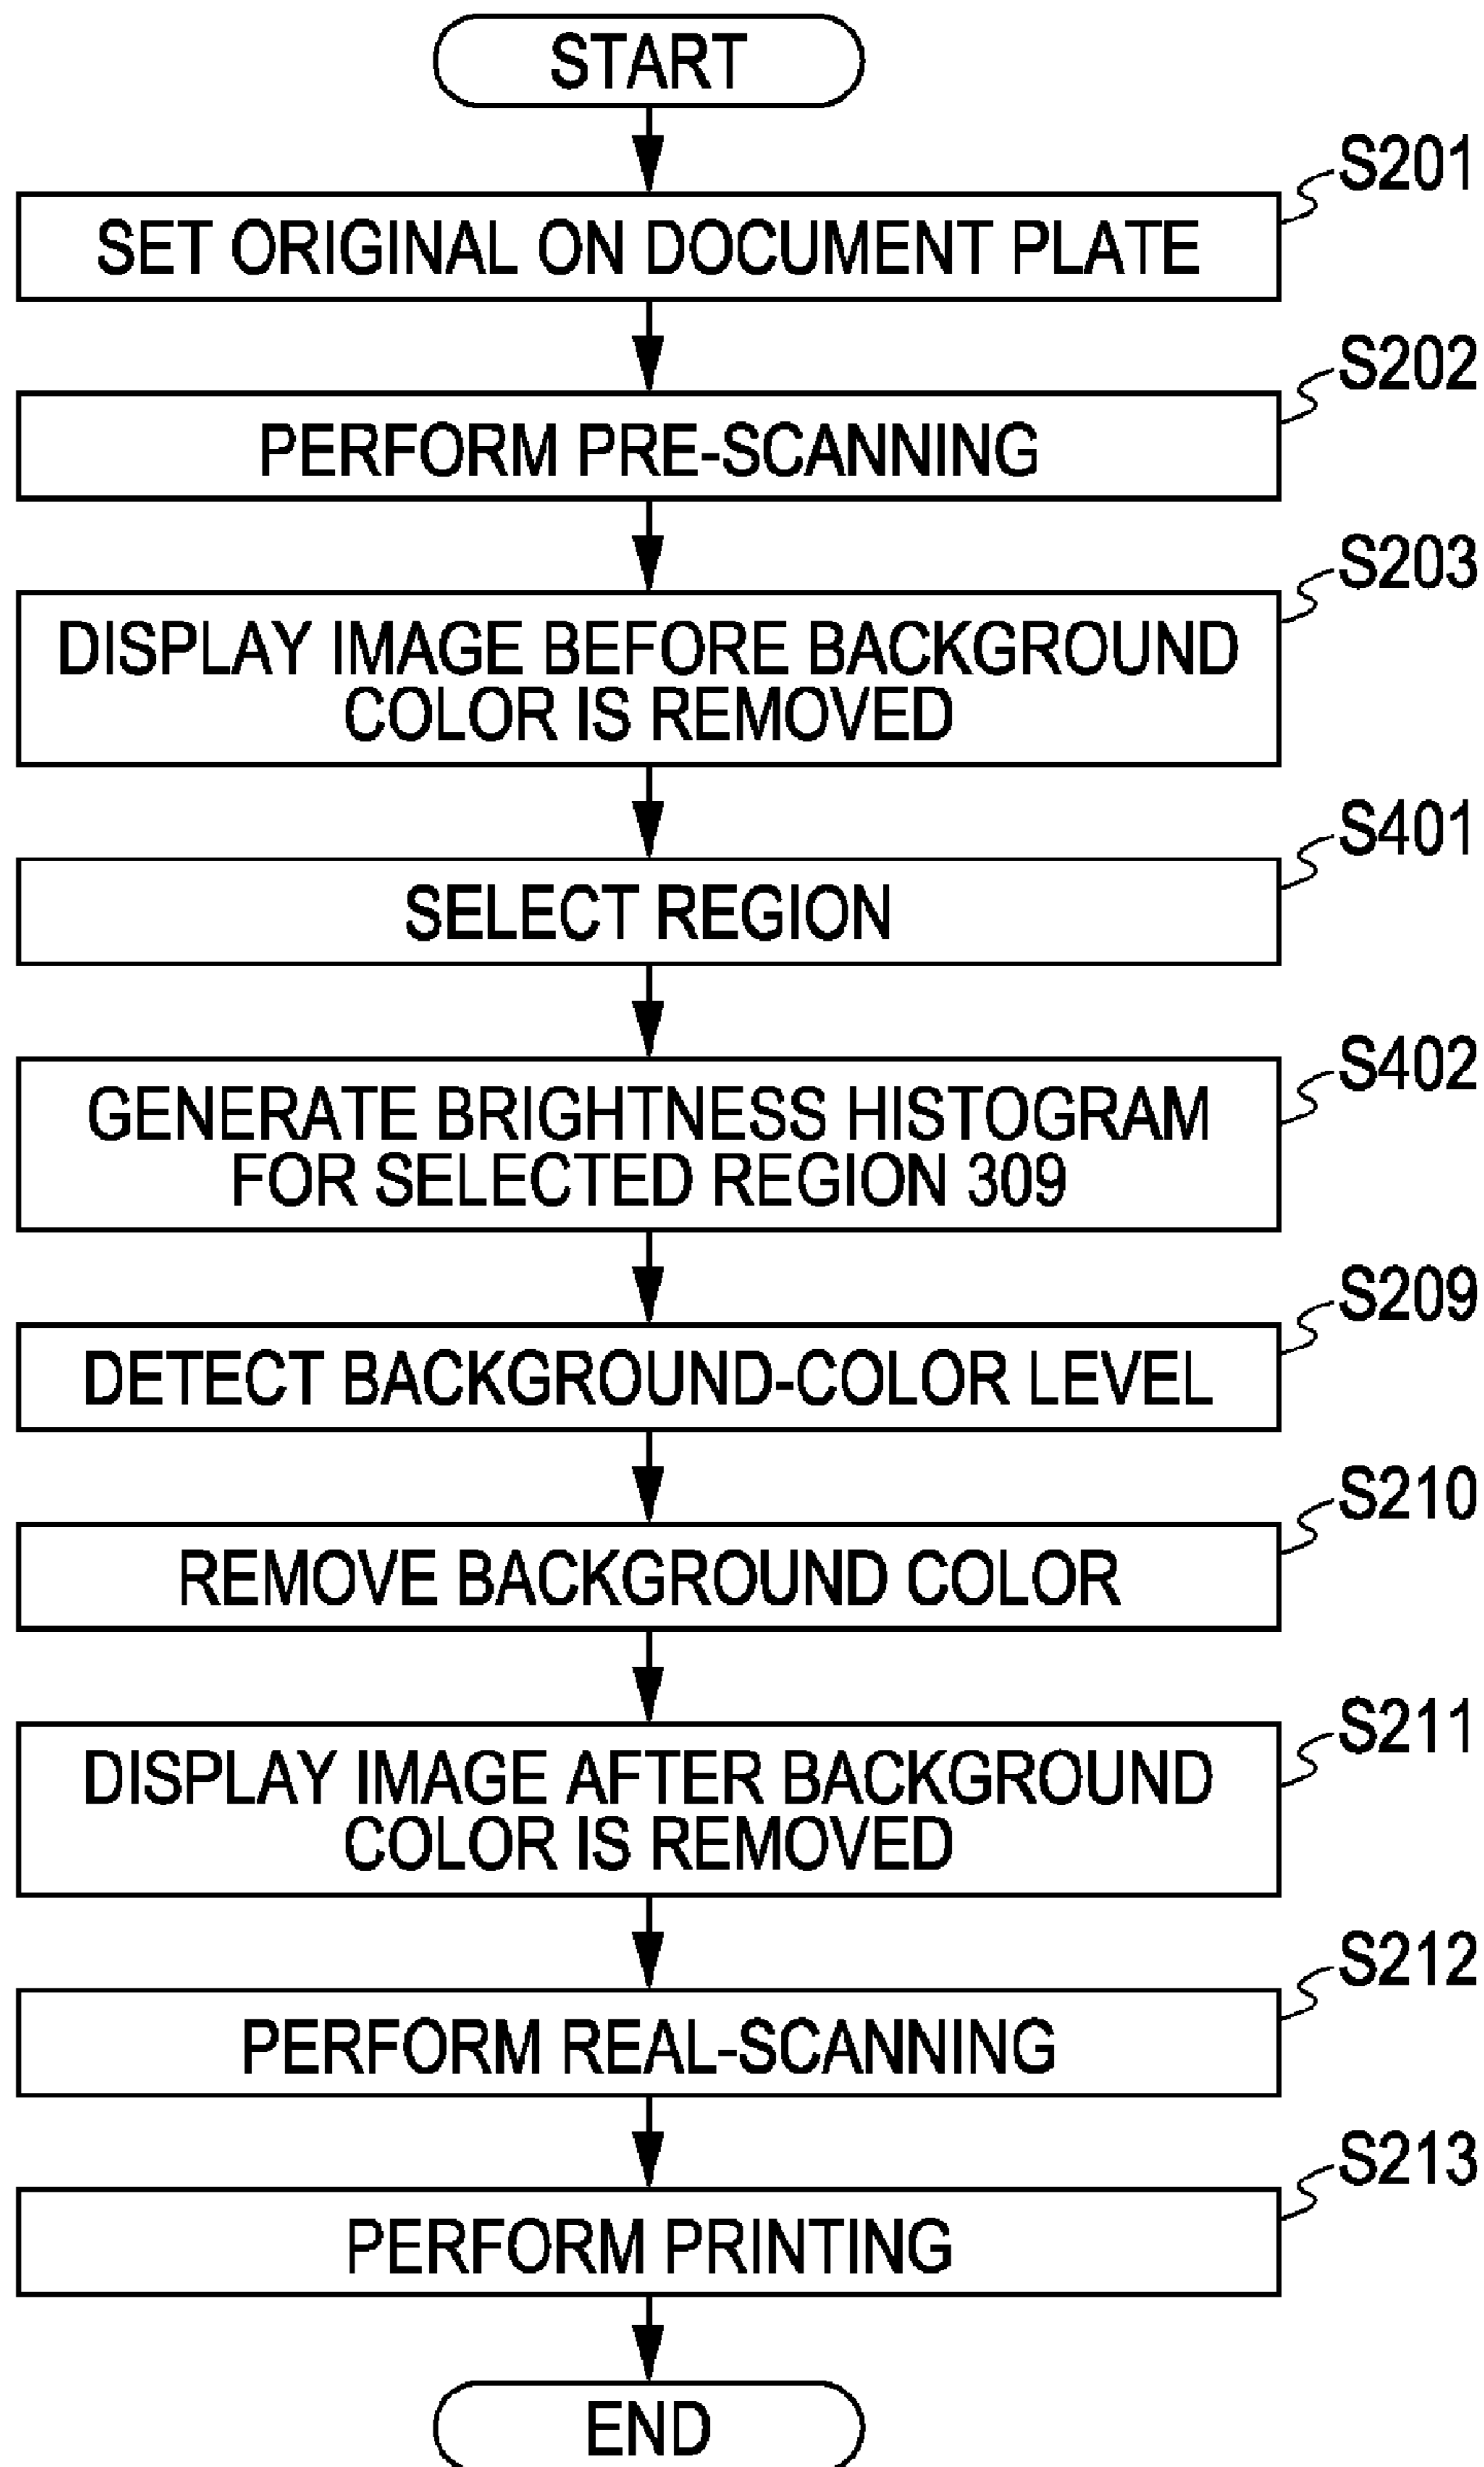 START
S201
SET ORIGINAL ON DOCUMENT PLATE
S202
PERFORM PRE-SCANNING
S203
DISPLAY IMAGE BEFORE BACKGROUND
COLOR IS REMOVED
S401
SELECT REGION
S402
GENERATE BRIGHTNESS HISTOGRAM
FOR SELECTED REGION 309
S209
DETECT BACKGROUND-COLOR LEVEL
S210
REMOVE BACKGROUND COLOR
S211
DISPLAY IMAGE AFTER BACKGROUND
COLOR IS REMOVED
S212
PERFORM REAL-SCANNING
S213
PERFORM PRINTING
END